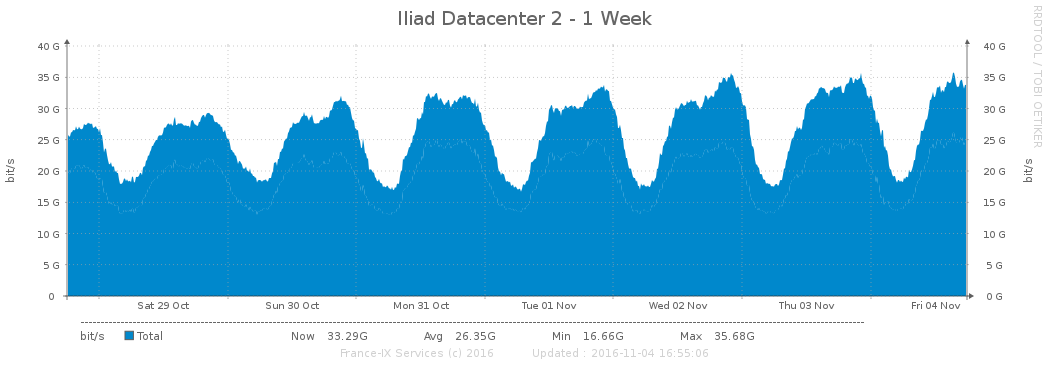 Iliad Datacenter 2 - 1 Week
RRDTOOL / TOBI OETIKER
40 G 40 G
35 G 35 G
30 G 30 G
25 G 25 G
20 G 20 G
15 G 15 G
10 G 10 G
5 G 5 G
0 0 G
bit/s
bit/s
Sat 29 Oct Sun 30 Oct Mon 31 Oct Tue 01 Nov Wed 02 Nov Thu 03 Nov Fri 04 Nov
bit/s Total Now 33.29G Avg 26.35G Min 16.66G Max 35.68G
France-IX Services (c) 2016 Updated : 2016-11-04 16:55:06